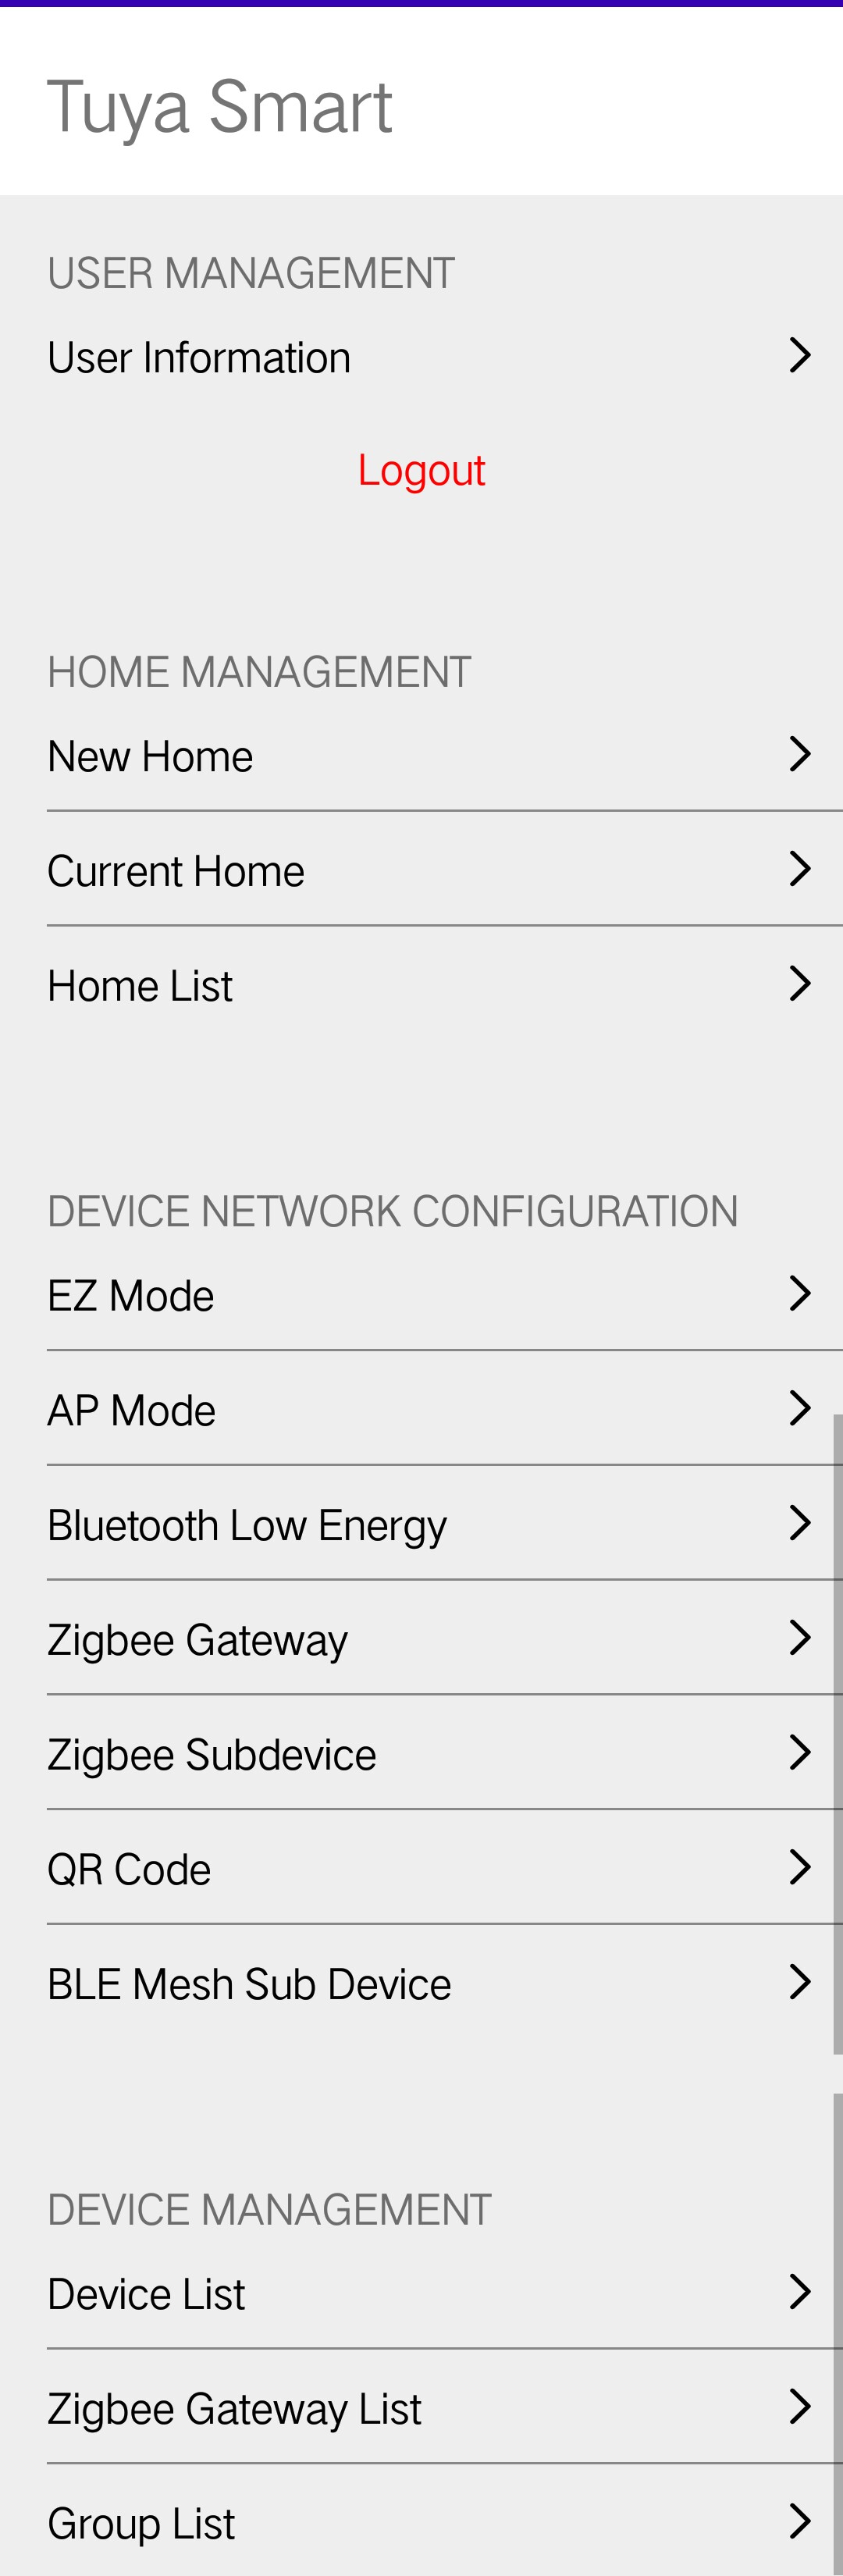 Tuya Smart
USER MANAGEMENT
User Information
Logout
HOME MANAGEMENT
New Home
Current Home
Home List
DEVICE NETWORK CONFIGURATION
EZ Mode
AP Mode
Bluetooth Low Energy
Zigbee Gateway
Zigbee Subdevice
QR Code
BLE Mesh Sub Device
DEVICE MANAGEMENT
Device List
Zigbee Gateway List
Group List